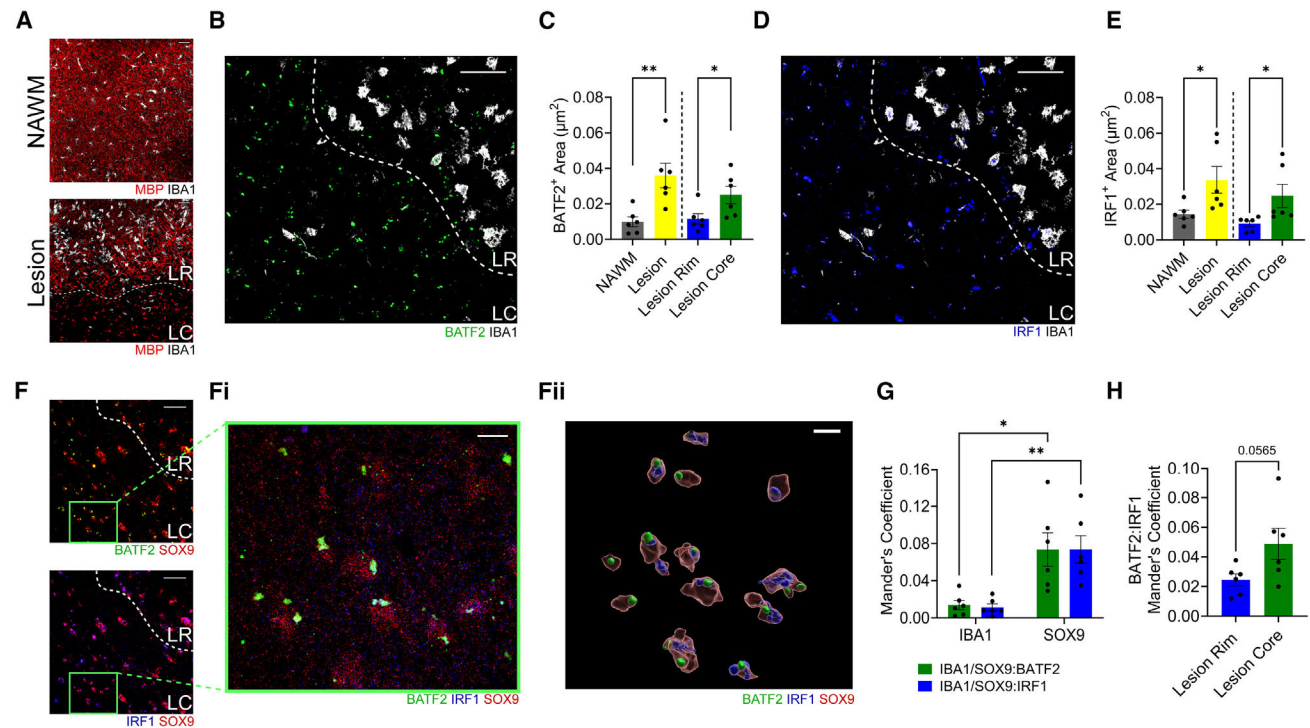 A
NAWM
MBP IBA1
Lesion
LR
LC
MBP IBA1
B
LR
LC
BATF2 IBA1
C
BATF2+ Area (µm2)
**
*
0.08
0.06
0.04
0.02
0.00
NAWM
Lesion
Lesion Rim
Lesion Core
D
LR
LC
IRF1 IBA1
E
IRF1+ Area (µm2)
*
*
0.08
0.06
0.04
0.02
0.00
NAWM
Lesion
Lesion Rim
Lesion Core
F
LR
LC
BATF2 SOX9
LR
LC
IRF1 SOX9
Fi
BATF2 IRF1 SOX9
Fii
BATF2 IRF1 SOX9
G
Mander's Coefficient
*
**
0.16
0.12
0.08
0.04
0.00
IBA1
SOX9
IBA1/SOX9:BATF2
IBA1/SOX9:IRF1
H
BATF2:IRF1
Mander's Coefficient
0.0565
0.10
0.08
0.06
0.04
0.02
0.00
Lesion Rim
Lesion Core